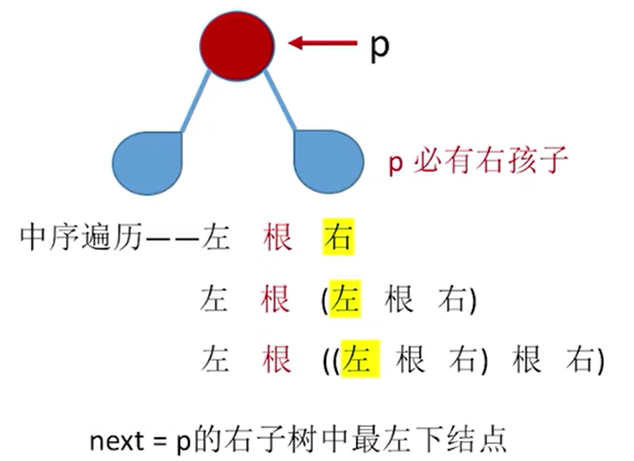 p
p 必有右孩子
中序遍历——左 根 右
左 根 (左 根 右)
左 根 ((左 根 右) 根 右)
next = p的右子树中最左下结点